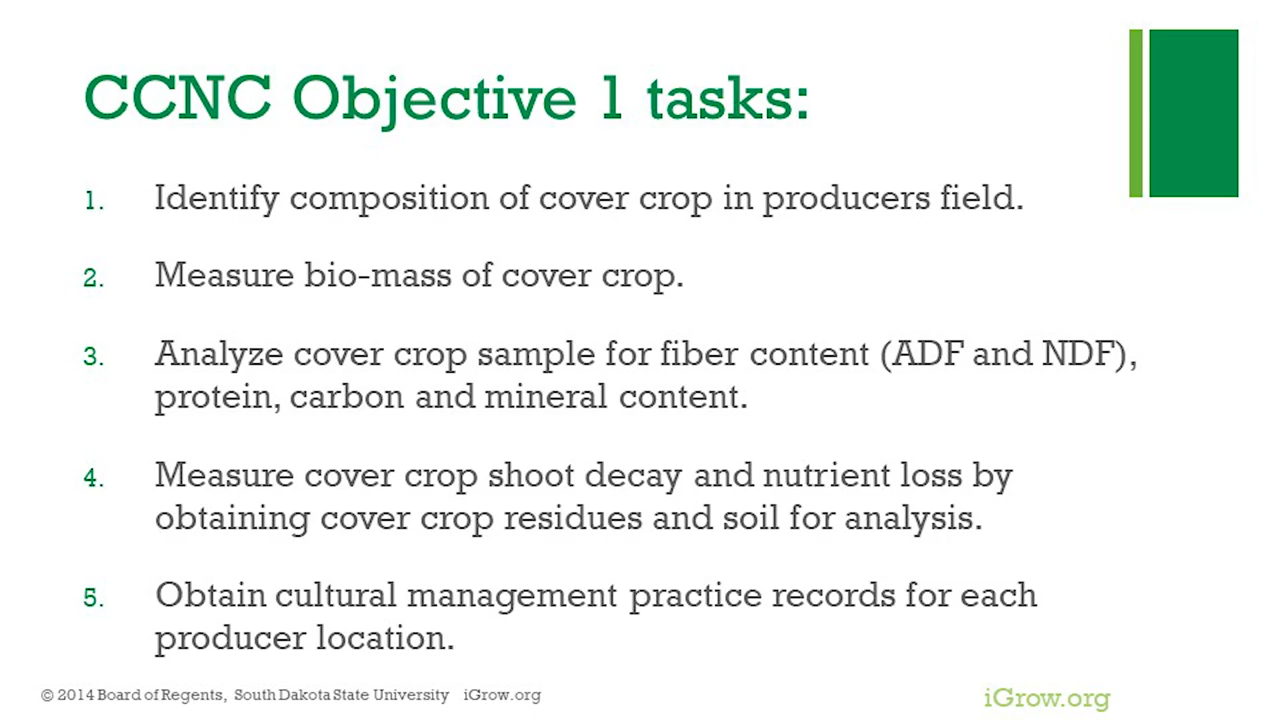 CCNC Objective 1 tasks:
1. Identify composition of cover crop in producers field.
2. Measure bio-mass of cover crop.
3. Analyze cover crop sample for fiber content (ADF and NDF),
protein, carbon and mineral content.
4. Measure cover crop shoot decay and nutrient loss by
obtaining cover crop residues and soil for analysis.
5. Obtain cultural management practice records for each
producer location.
© 2014 Board of Regents, South Dakota State University iGrow.org
iGrow.org